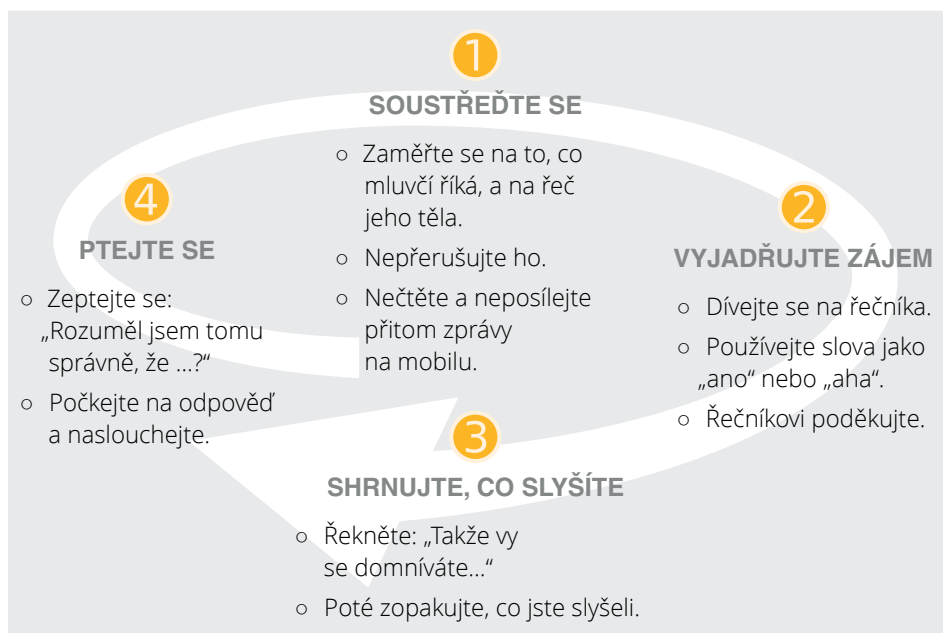 1
SOUSTŘEĎTE SE
○ Zaměřte se na to, co
mluvčí říká, a na řeč
jeho těla.
○ Nepřerušujte ho.
○ Nečtěte a neposílejte
přitom zprávy
na mobilu.
2
VYJADŘUJTE ZÁJEM
○ Dívejte se na řečníka.
○ Používejte slova jako
„ano“ nebo „aha“.
○ Řečníkovi poděkujte.
3
SHRNUJTE, CO SLYŠÍTE
○ Řekněte: „Takže vy
se domníváte...“
○ Poté zopakujte, co jste slyšeli.
4
PTEJTE SE
○ Zeptejte se:
„Rozuměl jsem tomu
správně, že ...?“
○ Počkejte na odpověď
a naslouchejte.